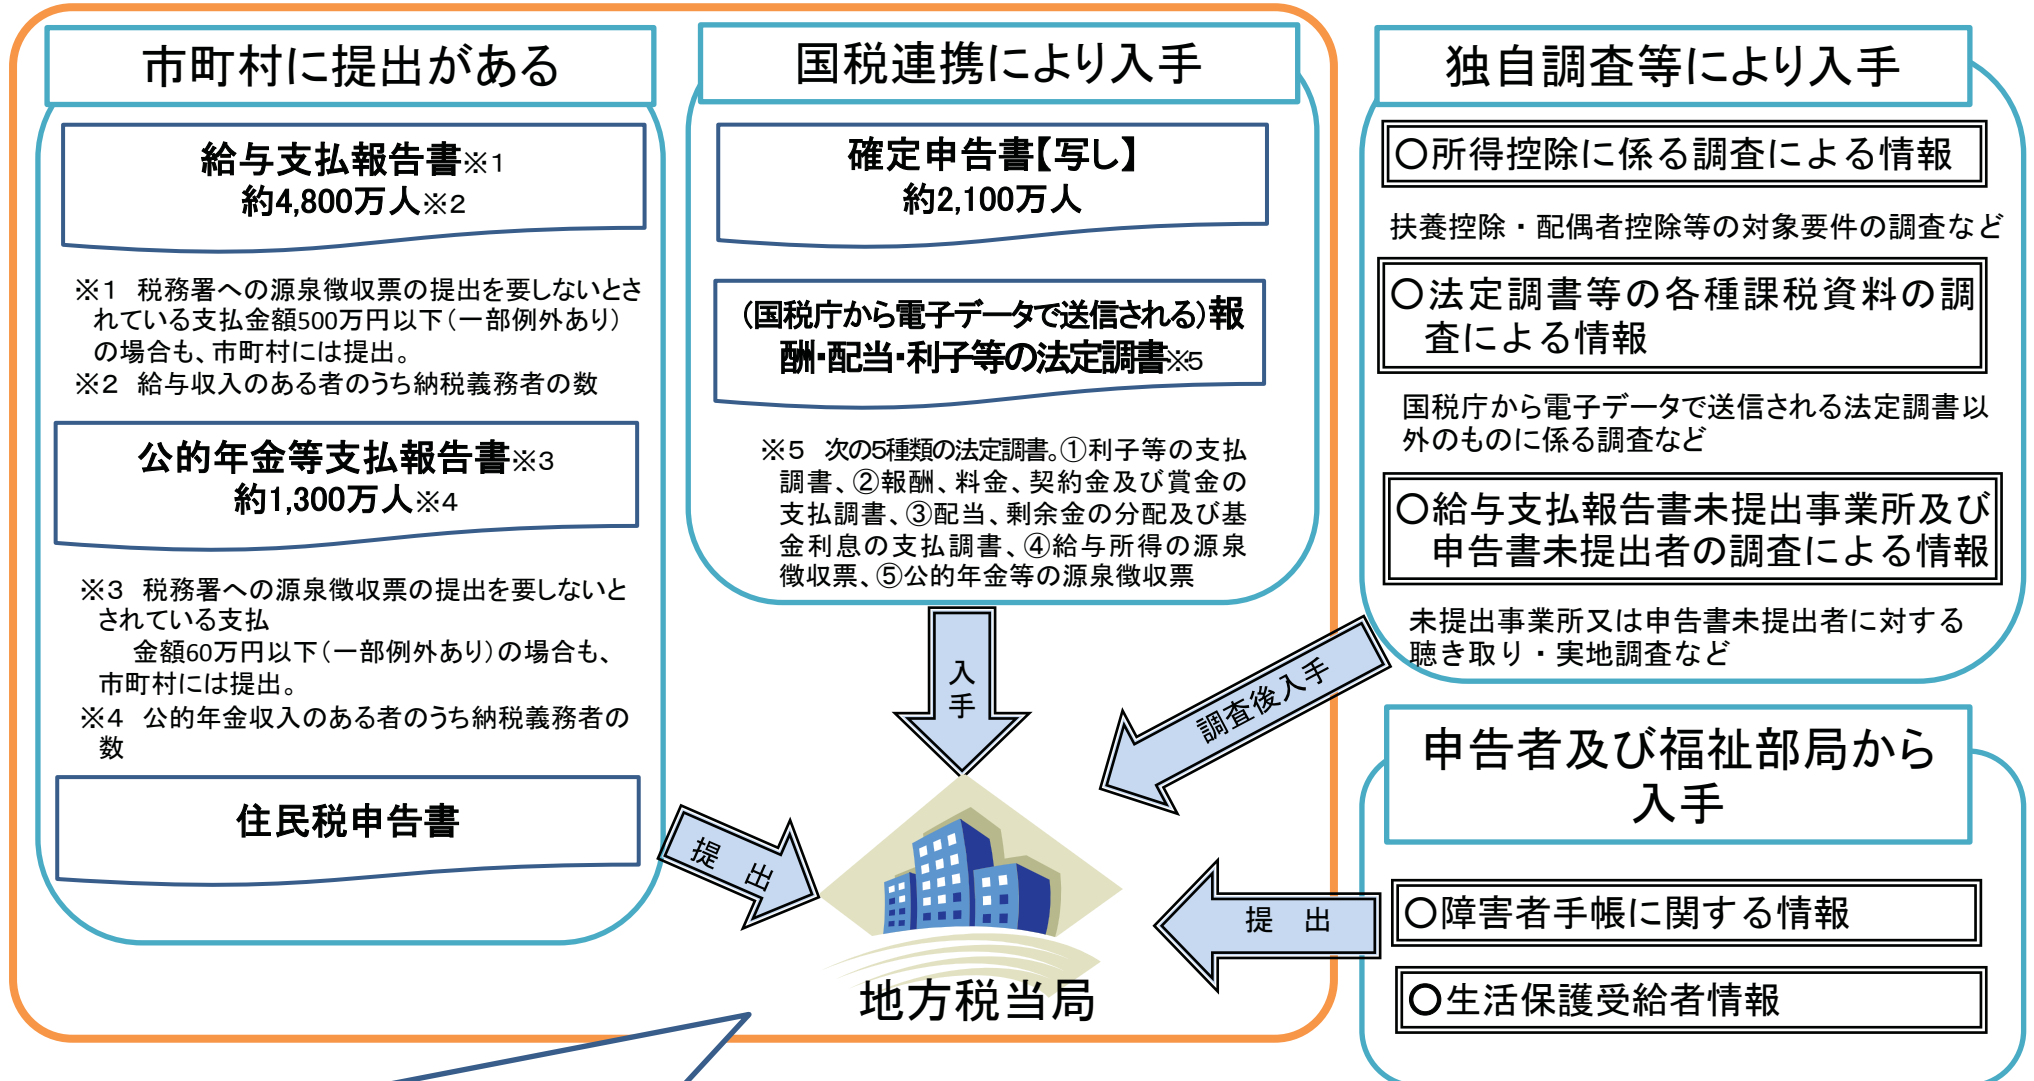 市町村に提出がある
給与支払報告書※1
約4,800万人※2
※1 税務署への源泉徴収票の提出を要しないとさ
れている支払金額500万円以下（一部例外あり）
の場合も、市町村には提出。
※2 給与収入のある者のうち納税義務者の数
公的年金等支払報告書※3
約1,300万人※4
※3 税務署への源泉徴収票の提出を要しないと
されている支払
金額60万円以下（一部例外あり）の場合も、
市町村には提出。
※4 公的年金収入のある者のうち納税義務者の
数
住民税申告書
提 出
国税連携により入手
確定申告書【写し】
約2,100万人
（国税庁から電子データで送信される）報
酬・配当・利子等の法定調書※5
※5 次の5種類の法定調書。①利子等の支払
調書、②報酬、料金、契約金及び賞金の
支払調書、③配当、剰余金の分配及び基
金利息の支払調書、④給与所得の源泉
徴収票、⑤公的年金等の源泉徴収票
入
手
地方税当局
独自調査等により入手
○所得控除に係る調査による情報
扶養控除・配偶者控除等の対象要件の調査など
○法定調書等の各種課税資料の調
査による情報
国税庁から電子データで送信される法定調書以
外のものに係る調査など
○給与支払報告書未提出事業所及び
申告書未提出者の調査による情報
未提出事業所又は申告書未提出者に対する
聴き取り・実地調査など
調査後入手
申告者及び福祉部局から
入手
○障害者手帳に関する情報
○生活保護受給者情報
提 出